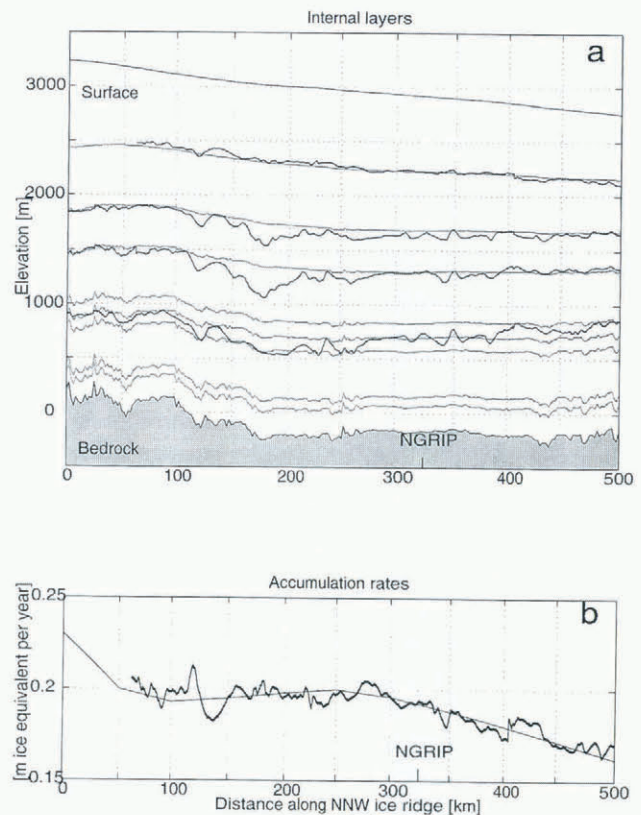 Internal layers
a
3000
Surface
2000
Elevation [m]
1000
0
Bedrock
NGRIP
0 100 200 300 400 500
Accumulation rates
b
0.25
[m ice equivalent per year]
0.2
NGRIP
0.15
0 100 200 300 400 500
Distance along NNW ice ridge [km]